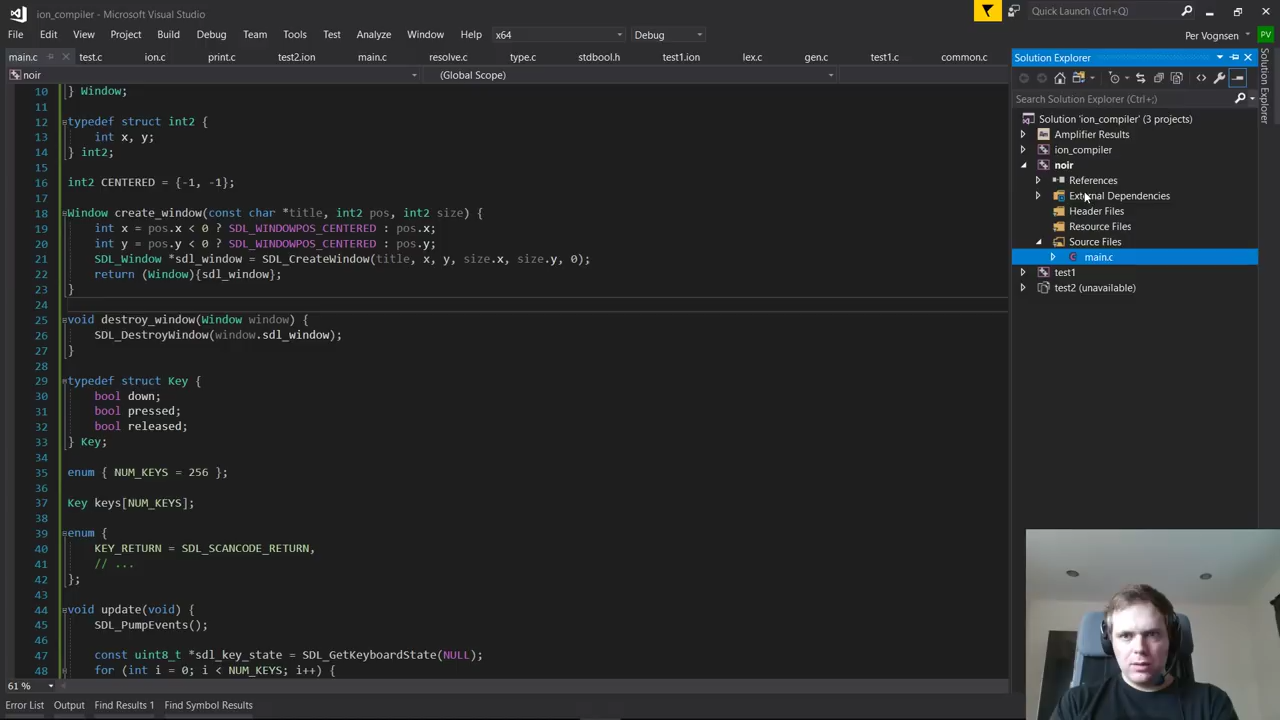 ion_compiler - Microsoft Visual Studio
Quick Launch (Ctrl+Q)
File Edit View Project Build Debug Team Tools Test Analyze Window Help x64 Debug
Per Vognsen PV
main.c test.c ion.c print.c test2.ion main.c resolve.c type.c stdbool.h test1.ion lex.c gen.c test1.c common.c
noir (Global Scope)
10 } Window;
11
12 typedef struct int2 {
13 int x, y;
14 } int2;
15
16 int2 CENTERED = {-1, -1};
17
18 Window create_window(const char *title, int2 pos, int2 size) {
19 int x = pos.x < 0 ? SDL_WINDOWPOS_CENTERED : pos.x;
20 int y = pos.y < 0 ? SDL_WINDOWPOS_CENTERED : pos.y;
21 SDL_Window *sdl_window = SDL_CreateWindow(title, x, y, size.x, size.y, 0);
22 return (Window){sdl_window};
23 }
24
25 void destroy_window(Window window) {
26 SDL_DestroyWindow(window.sdl_window);
27 }
28
29 typedef struct Key {
30 bool down;
31 bool pressed;
32 bool released;
33 } Key;
34
35 enum { NUM_KEYS = 256 };
36
37 Key keys[NUM_KEYS];
38
39 enum {
40 KEY_RETURN = SDL_SCANCODE_RETURN,
41 // ...
42 };
43
44 void update(void) {
45 SDL_PumpEvents();
46
47 const uint8_t *sdl_key_state = SDL_GetKeyboardState(NULL);
48 for (int i = 0; i < NUM_KEYS; i++) {
61 %
Error List Output Find Results 1 Find Symbol Results
Solution Explorer
Search Solution Explorer (Ctrl+;)
Solution 'ion_compiler' (3 projects)
Amplifier Results
ion_compiler
noir
References
External Dependencies
Header Files
Resource Files
Source Files
main.c
test1
test2 (unavailable)
Solution Explorer